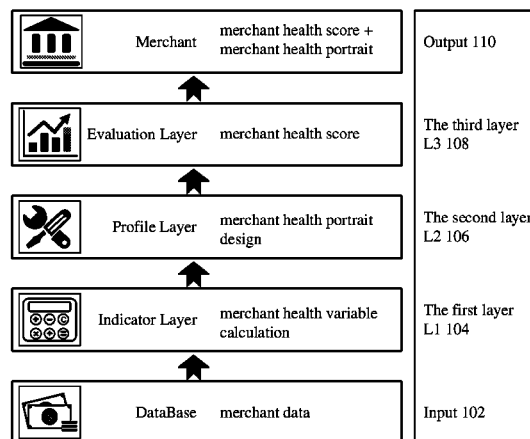 Merchant
merchant health score +
merchant health portrait
Output 110
Evaluation Layer
merchant health score
The third layer
L3 108
Profile Layer
merchant health portrait
design
The second layer
L2 106
Indicator Layer
merchant health variable
calculation
The first layer
L1 104
DataBase
merchant data
Input 102